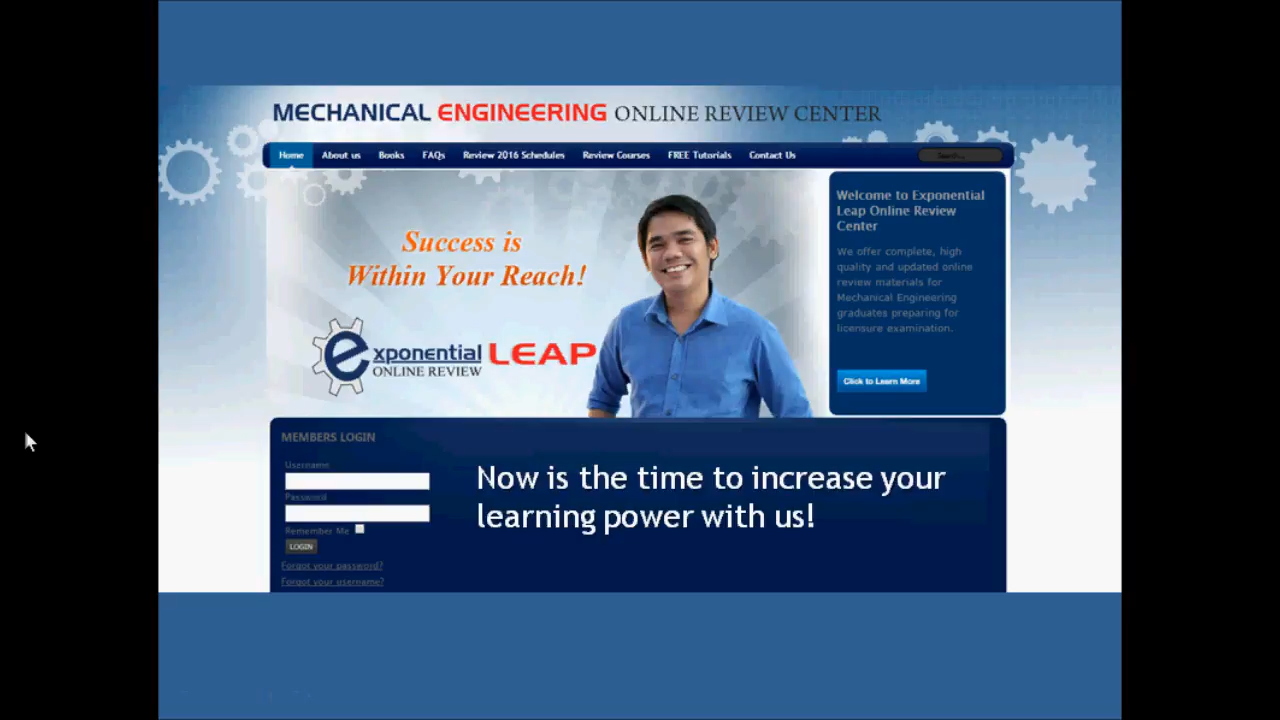 MECHANICAL ENGINEERING ONLINE REVIEW CENTER
Home About us Books FAQs Review 2016 Schedules Review Courses FREE Tutorials Contact Us Search...
Success is
Within Your Reach!
exponential LEAP
ONLINE REVIEW
Welcome to Exponential
Leap Online Review
Center
We offer complete, high
quality and updated online
review materials for
Mechanical Engineering
graduates preparing for
licensure examination.
Click to Learn More
MEMBERS LOGIN
Username
Password
Remember Me
LOGIN
Forgot your password?
Forgot your username?
Now is the time to increase your
learning power with us!